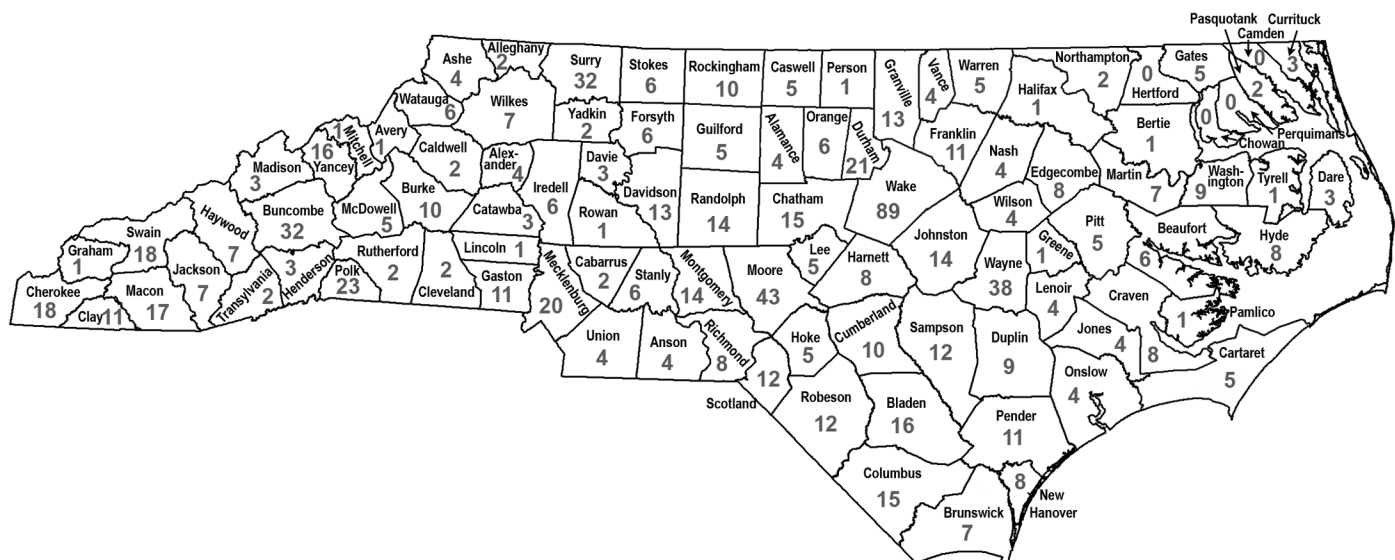 Pasquotank Currituck
Camden
Alleghany
2
Ashe
4
Surry
32
Stokes
6
Rockingham
10
Caswell
5
Person
1
Granville
13
Vance
4
Warren
5
Halifax
1
Northampton
2
0
Hertford
Gates
5
0
3
2
0
0
Perquimans
Chowan
Watauga
6
Wilkes
7
Yadkin
2
Forsyth
6
Guilford
5
Alamance
4
Orange
6
Durham
21
Franklin
11
Nash
4
Edgecombe
8
Bertie
1
Martin
7
Wash-
ington
9
Tyrell
1
Dare
3
1
Mitchell
Avery
1
16
Yancey
Madison
3
Caldwell
2
Alex-
ander
4
Iredell
6
Davie
3
Davidson
13
Randolph
14
Chatham
15
Wake
89
Wilson
4
Pitt
5
Beaufort
6
Hyde
8
Haywood
7
Buncombe
32
McDowell
5
Burke
10
Catawba
3
Rowan
1
Lee
5
Harnett
8
Johnston
14
Wayne
38
Greene
1
Lenoir
4
Craven
8
1
Pamlico
Graham
1
Swain
18
Jackson
7
Transylvania
2
3
Henderson
Polk
23
Rutherford
2
2
Cleveland
Lincoln 1
Gaston
11
Mecklenburg
20
Cabarrus
2
Stanly
6
Montgomery
14
Moore
43
Cherokee
18
Clay 11
Macon
17
Union
4
Anson
4
Richmond
8
12
Scotland
Hoke
5
Cumberland
10
Sampson
12
Duplin
9
Jones
4
Onslow
4
Cartaret
5
Robeson
12
Bladen
16
Pender
11
Columbus
15
Brunswick
7
8
New
Hanover